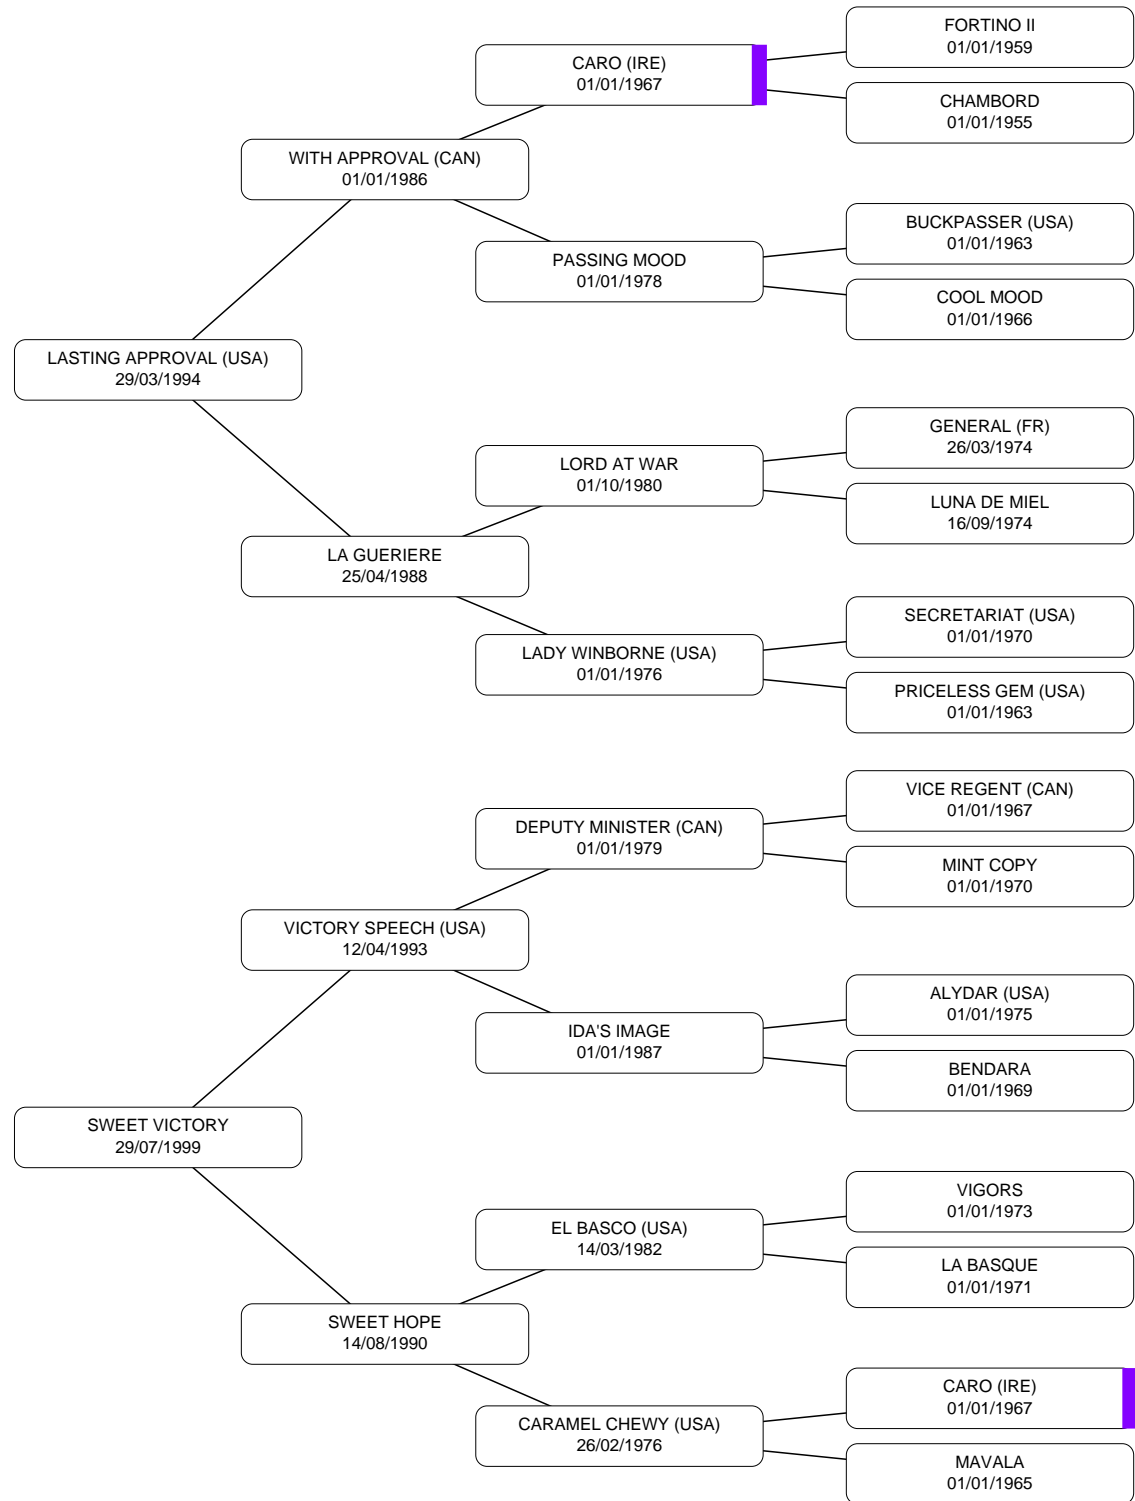 FORTINO II
01/01/1959
CARO (IRE)
01/01/1967
CHAMBORD
01/01/1955
WITH APPROVAL (CAN)
01/01/1986
BUCKPASSER (USA)
01/01/1963
PASSING MOOD
01/01/1978
COOL MOOD
01/01/1966
LASTING APPROVAL (USA)
29/03/1994
GENERAL (FR)
26/03/1974
LORD AT WAR
01/10/1980
LUNA DE MIEL
16/09/1974
LA GUERIERE
25/04/1988
SECRETARIAT (USA)
01/01/1970
LADY WINBORNE (USA)
01/01/1976
PRICELESS GEM (USA)
01/01/1963
VICE REGENT (CAN)
01/01/1967
DEPUTY MINISTER (CAN)
01/01/1979
MINT COPY
01/01/1970
VICTORY SPEECH (USA)
12/04/1993
ALYDAR (USA)
01/01/1975
IDA'S IMAGE
01/01/1987
BENDARA
01/01/1969
SWEET VICTORY
29/07/1999
VIGORS
01/01/1973
EL BASCO (USA)
14/03/1982
LA BASQUE
01/01/1971
SWEET HOPE
14/08/1990
CARO (IRE)
01/01/1967
CARAMEL CHEWY (USA)
26/02/1976
MAVALA
01/01/1965